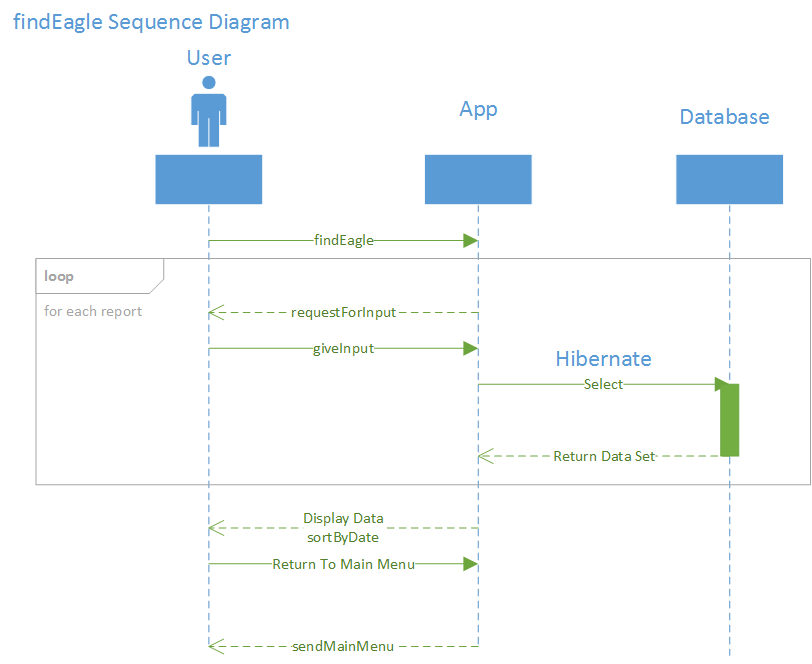 findEagle Sequence Diagram
User
App
Database
findEagle
loop
for each report
requestForInput
giveInput
Hibernate
Select
Return Data Set
Display Data
sortByDate
Return To Main Menu
sendMainMenu